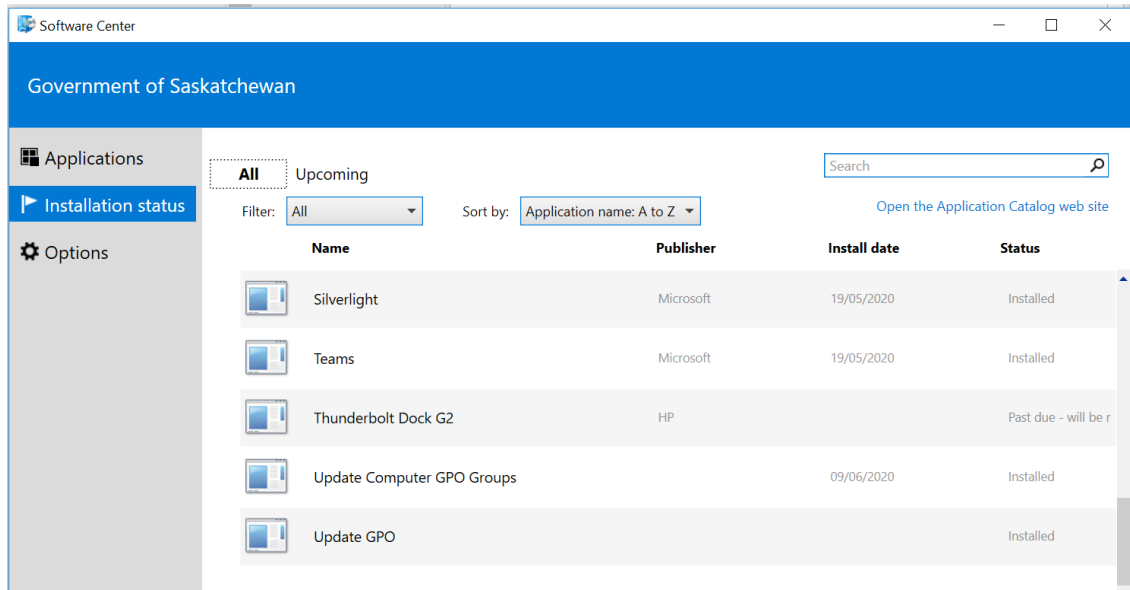 Software Center
Government of Saskatchewan
Applications
Installation status
Options
All Upcoming
Search
Filter: All Sort by: Application name: A to Z
Open the Application Catalog web site
Name Publisher Install date Status
Silverlight Microsoft 19/05/2020 Installed
Teams Microsoft 19/05/2020 Installed
Thunderbolt Dock G2 HP Past due - will be r
Update Computer GPO Groups 09/06/2020 Installed
Update GPO Installed